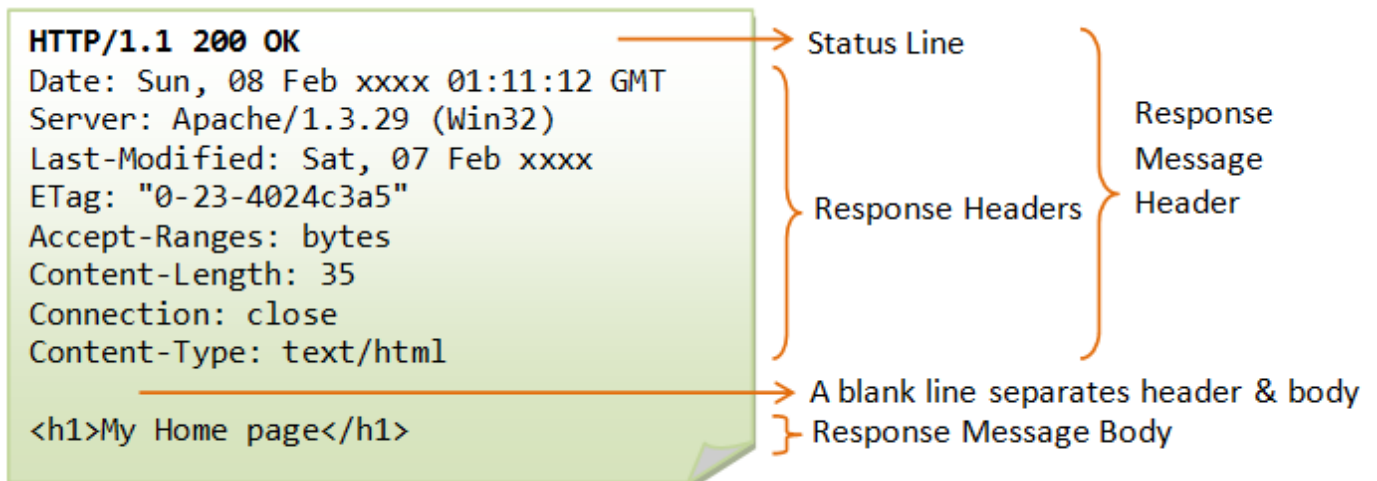 HTTP/1.1 200 OK
Date: Sun, 08 Feb xxxx 01:11:12 GMT
Server: Apache/1.3.29 (Win32)
Last-Modified: Sat, 07 Feb xxxx
ETag: "0-23-4024c3a5"
Accept-Ranges: bytes
Content-Length: 35
Connection: close
Content-Type: text/html
<h1>My Home page</h1>
Status Line
Response Headers
Response
Message
Header
A blank line separates header & body
Response Message Body